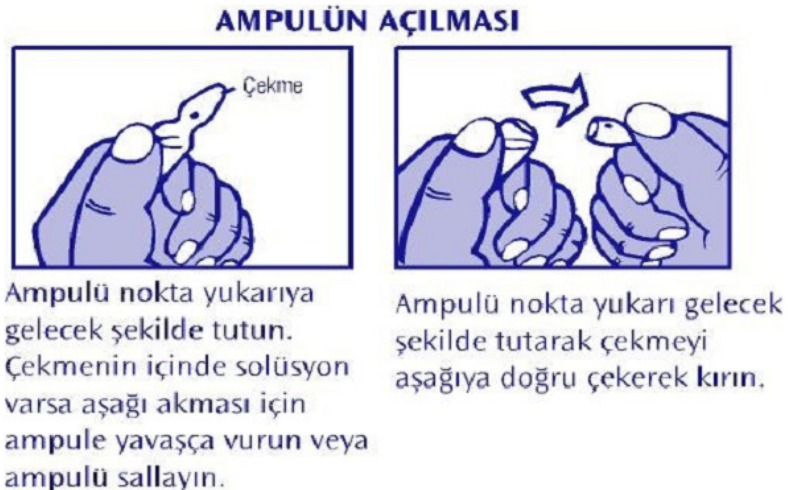 AMPULÜN AÇILMASI
Çekme
Ampulü nokta yukarıya
gelecek şekilde tutun.
Çekmenin içinde solüsyon
varsa aşağı akması için
ampule yavaşça vurun veya
ampulü sallayın.
Ampulü nokta yukarı gelecek
şekilde tutarak çekmeyi
aşağıya doğru çekerek kırın.